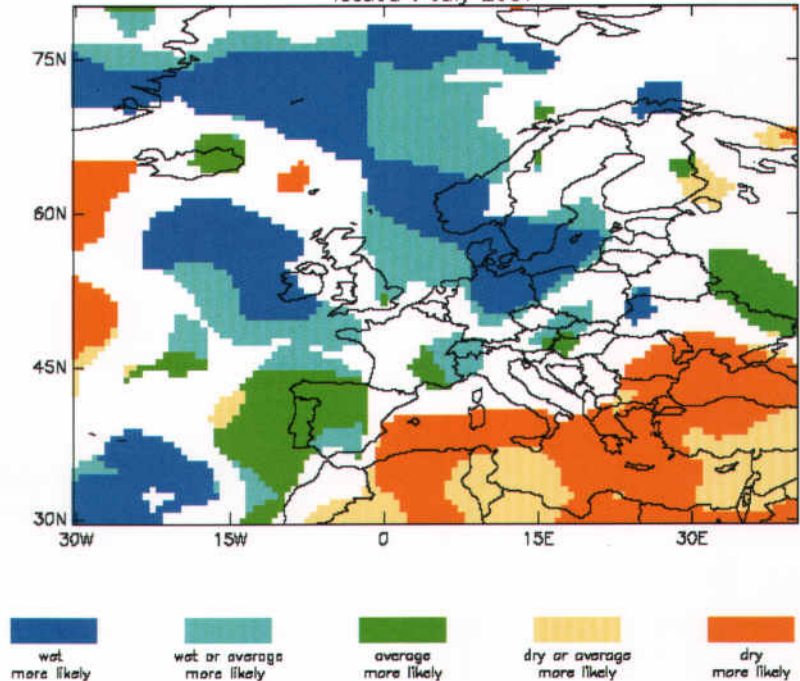 75N
60N
45N
30N
30W 15W 0 15E 30E
wet more likely
wet or average more likely
average more likely
dry or average more likely
dry more likely